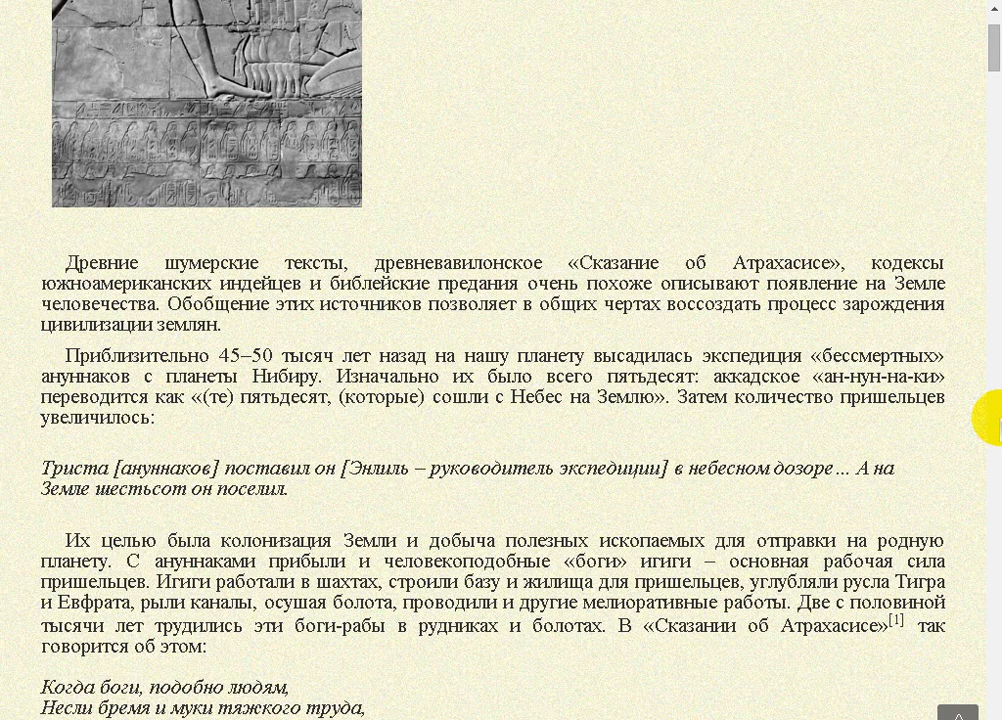 Древние шумерские тексты, древневавилонское «Сказание об Атрахасисе», кодексы
южноамериканских индейцев и библейские предания очень похоже описывают появление на Земле
человечества. Обобщение этих источников позволяет в общих чертах воссоздать процесс зарождения
цивилизации землян.
Приблизительно 45–50 тысяч лет назад на нашу планету высадилась экспедиция «бессмертных»
ануннаков с планеты Нибиру. Изначально их было всего пятьдесят: аккадское «ан-нун-на-ки»
переводится как «(те) пятьдесят, (которые) сошли с Небес на Землю». Затем количество пришельцев
увеличилось:
Триста [ануннаков] поставил он [Энлиль – руководитель экспедиции] в небесном дозоре… А на
Земле шестьсот он поселил.
Их целью была колонизация Земли и добыча полезных ископаемых для отправки на родную
планету. С ануннаками прибыли и человекоподобные «боги» игиги – основная рабочая сила
пришельцев. Игиги работали в шахтах, строили базу и жилища для пришельцев, углубляли русла Тигра
и Евфрата, рыли каналы, осушая болота, проводили и другие мелиоративные работы. Две с половиной
тысячи лет трудились эти боги-рабы в рудниках и болотах. В «Сказании об Атрахасисе»[1] так
говорится об этом:
Когда боги, подобно людям,
Несли бремя и муки тяжкого труда,